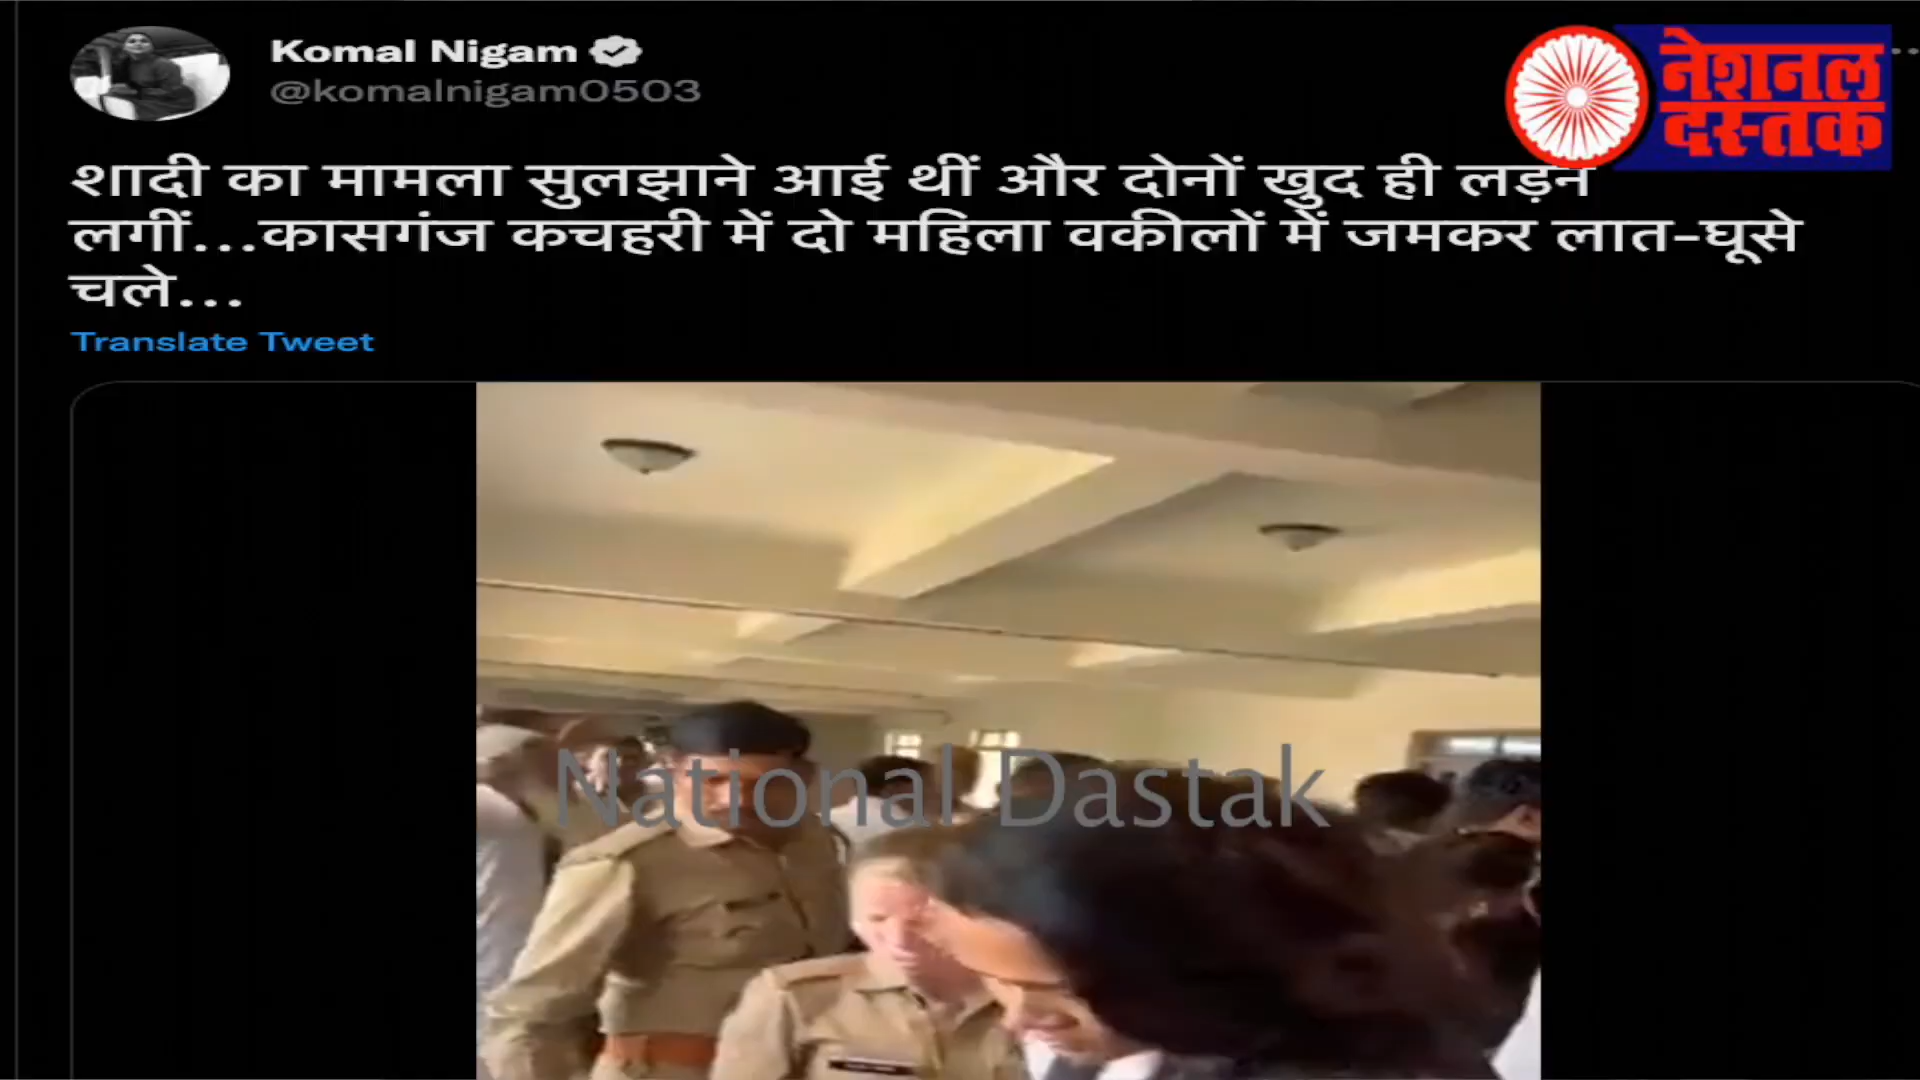 Komal Nigam
@komalnigam0503
नेशनल
दस्तक
शादी का मामला सुलझाने आई थीं और दोनों खुद ही लड़ने
लगीं...कासगंज कचहरी में दो महिला वकीलों में जमकर लात-घूसे
चले...
Translate Tweet
National Dastak